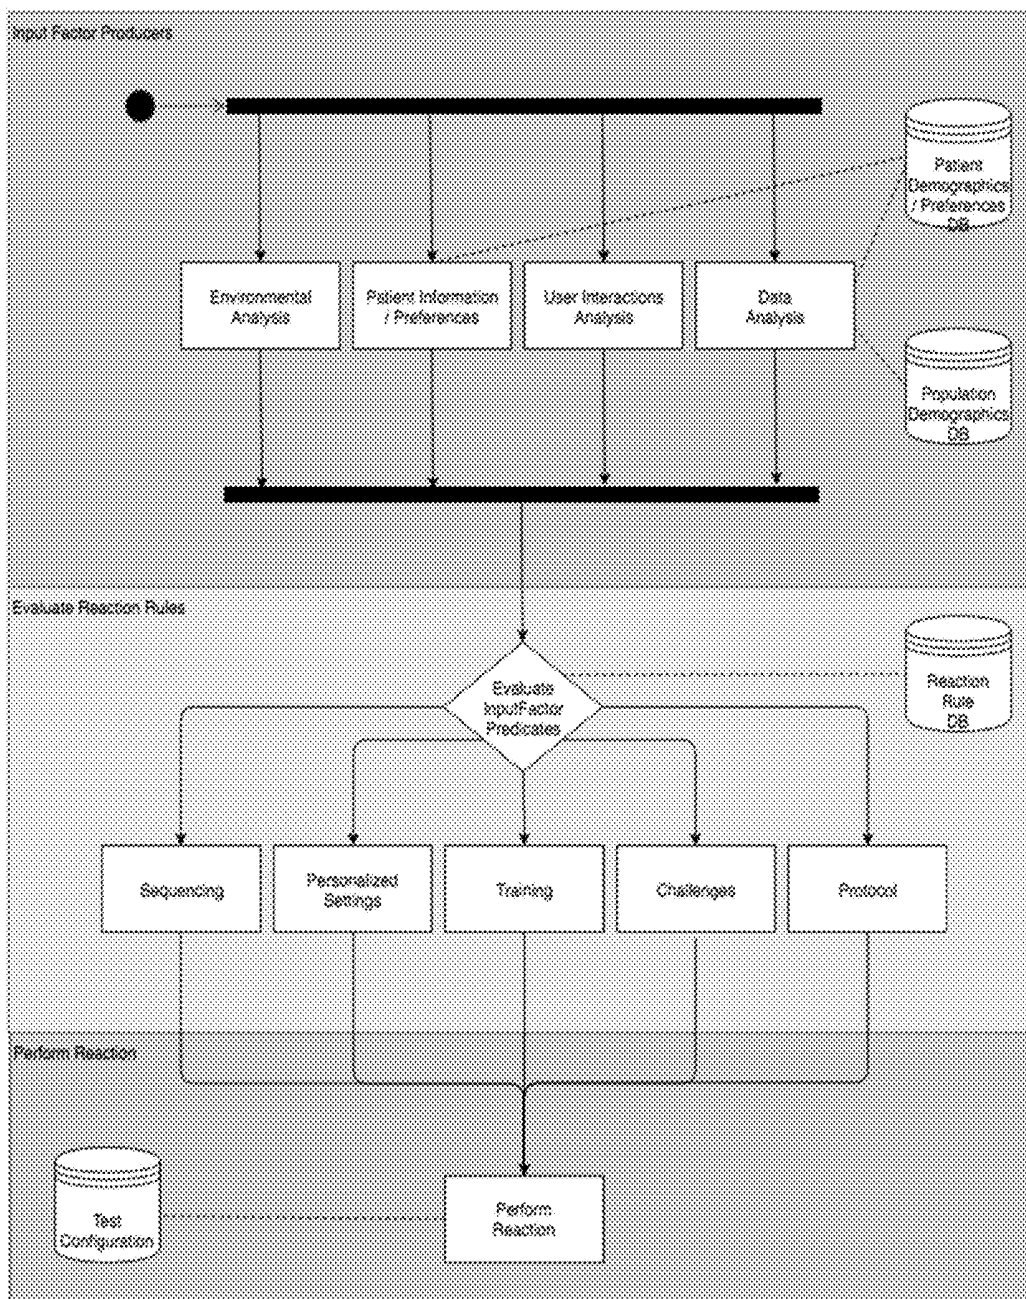 Input Factor Producers
Patient
Demographics
/ Preferences
DB
Environmental
Analysis
Patient Information
/ Preferences
User Interactions
Analysis
Data
Analysis
Population
Demographics
DB
Evaluate Reaction Rules
Evaluate
InputFactor
Predicates
Reaction
Rule
DB
Sequencing
Personalized
Settings
Training
Challenges
Protocol
Perform Reaction
Test
Configuration
Perform
Reaction